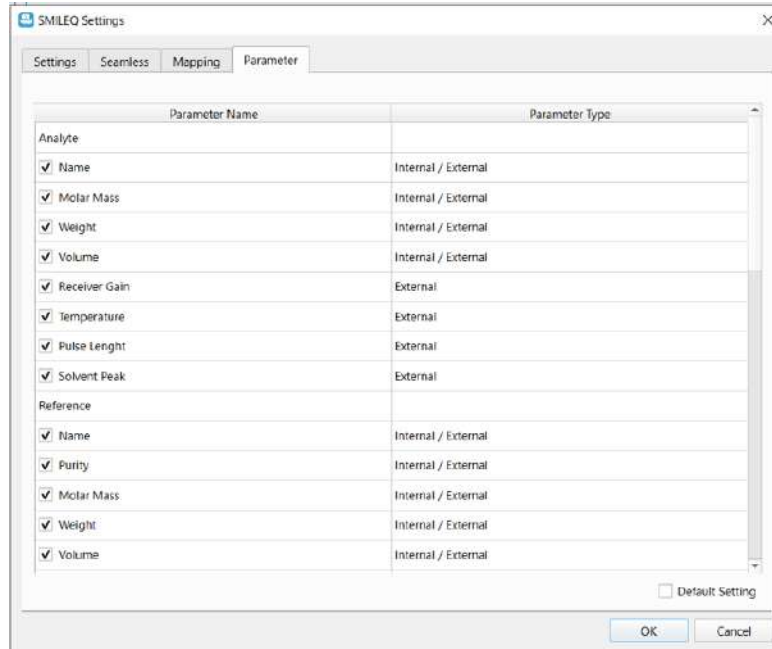 SMILEQ Settings
Settings Seamless Mapping Parameter
Parameter Name Parameter Type
Analyte
Name Internal / External
Molar Mass Internal / External
Weight Internal / External
Volume Internal / External
Receiver Gain External
Temperature External
Pulse Lenght External
Solvent Peak External
Reference
Name Internal / External
Purity Internal / External
Molar Mass Internal / External
Weight Internal / External
Volume Internal / External
Default Setting
OK Cancel